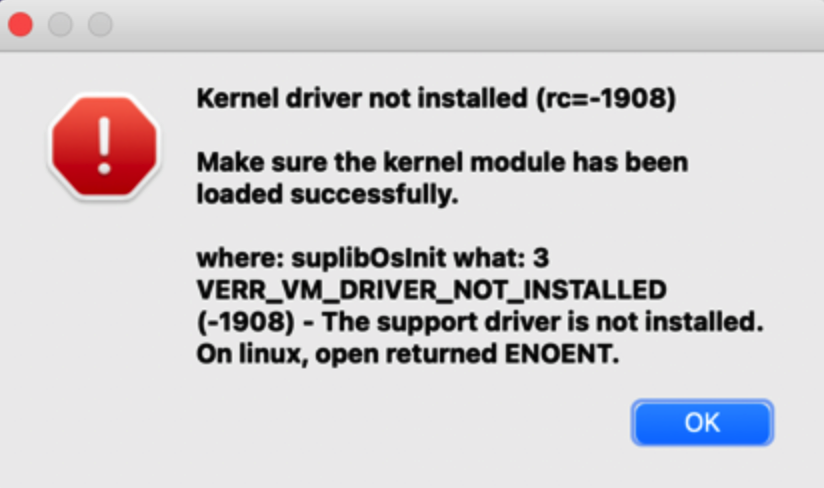 Kernel driver not installed (rc=-1908)
Make sure the kernel module has been
loaded successfully.
where: suplibOsInit what: 3
VERR_VM_DRIVER_NOT_INSTALLED
(-1908) - The support driver is not installed.
On linux, open returned ENOENT.
OK